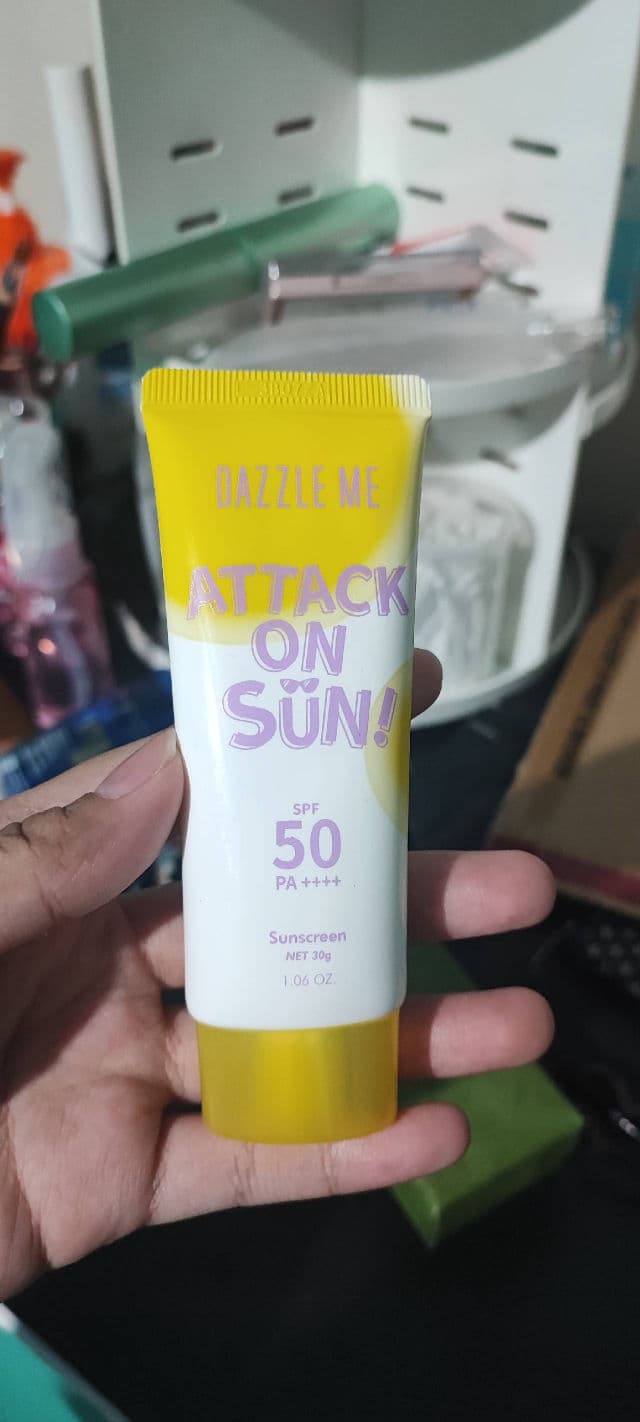 DAZZLE ME
ATTACK
ON
SÜN!
SPF
50
PA ++++
Sunscreen
NET 30g
1.06 OZ.